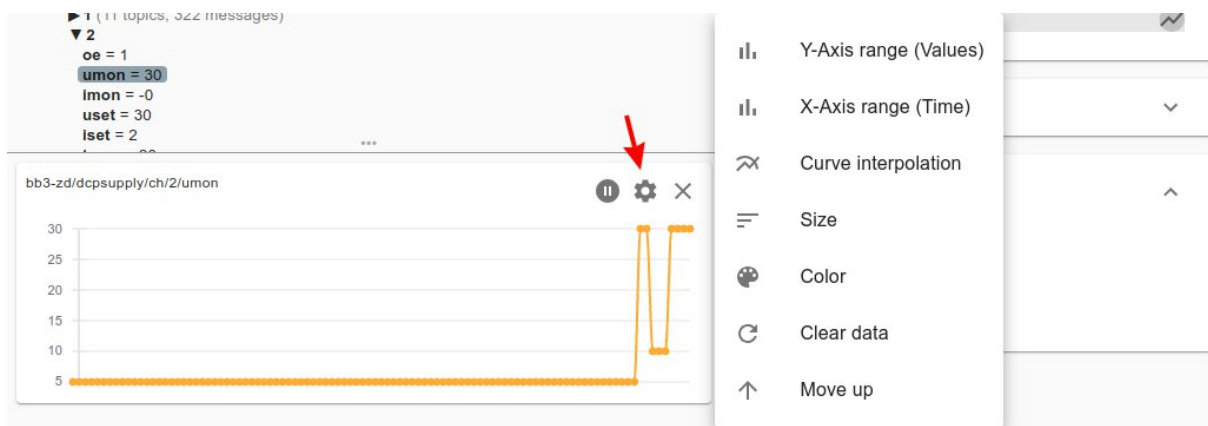 ▶ 1 (11 topics, 322 messages)
▼ 2
oe = 1
umon = 30
imon = -0
uset = 30
iset = 2
bb3-zd/dcpsupply/ch/2/umon
30
25
20
15
10
5
Y-Axis range (Values)
X-Axis range (Time)
Curve interpolation
Size
Color
Clear data
Move up